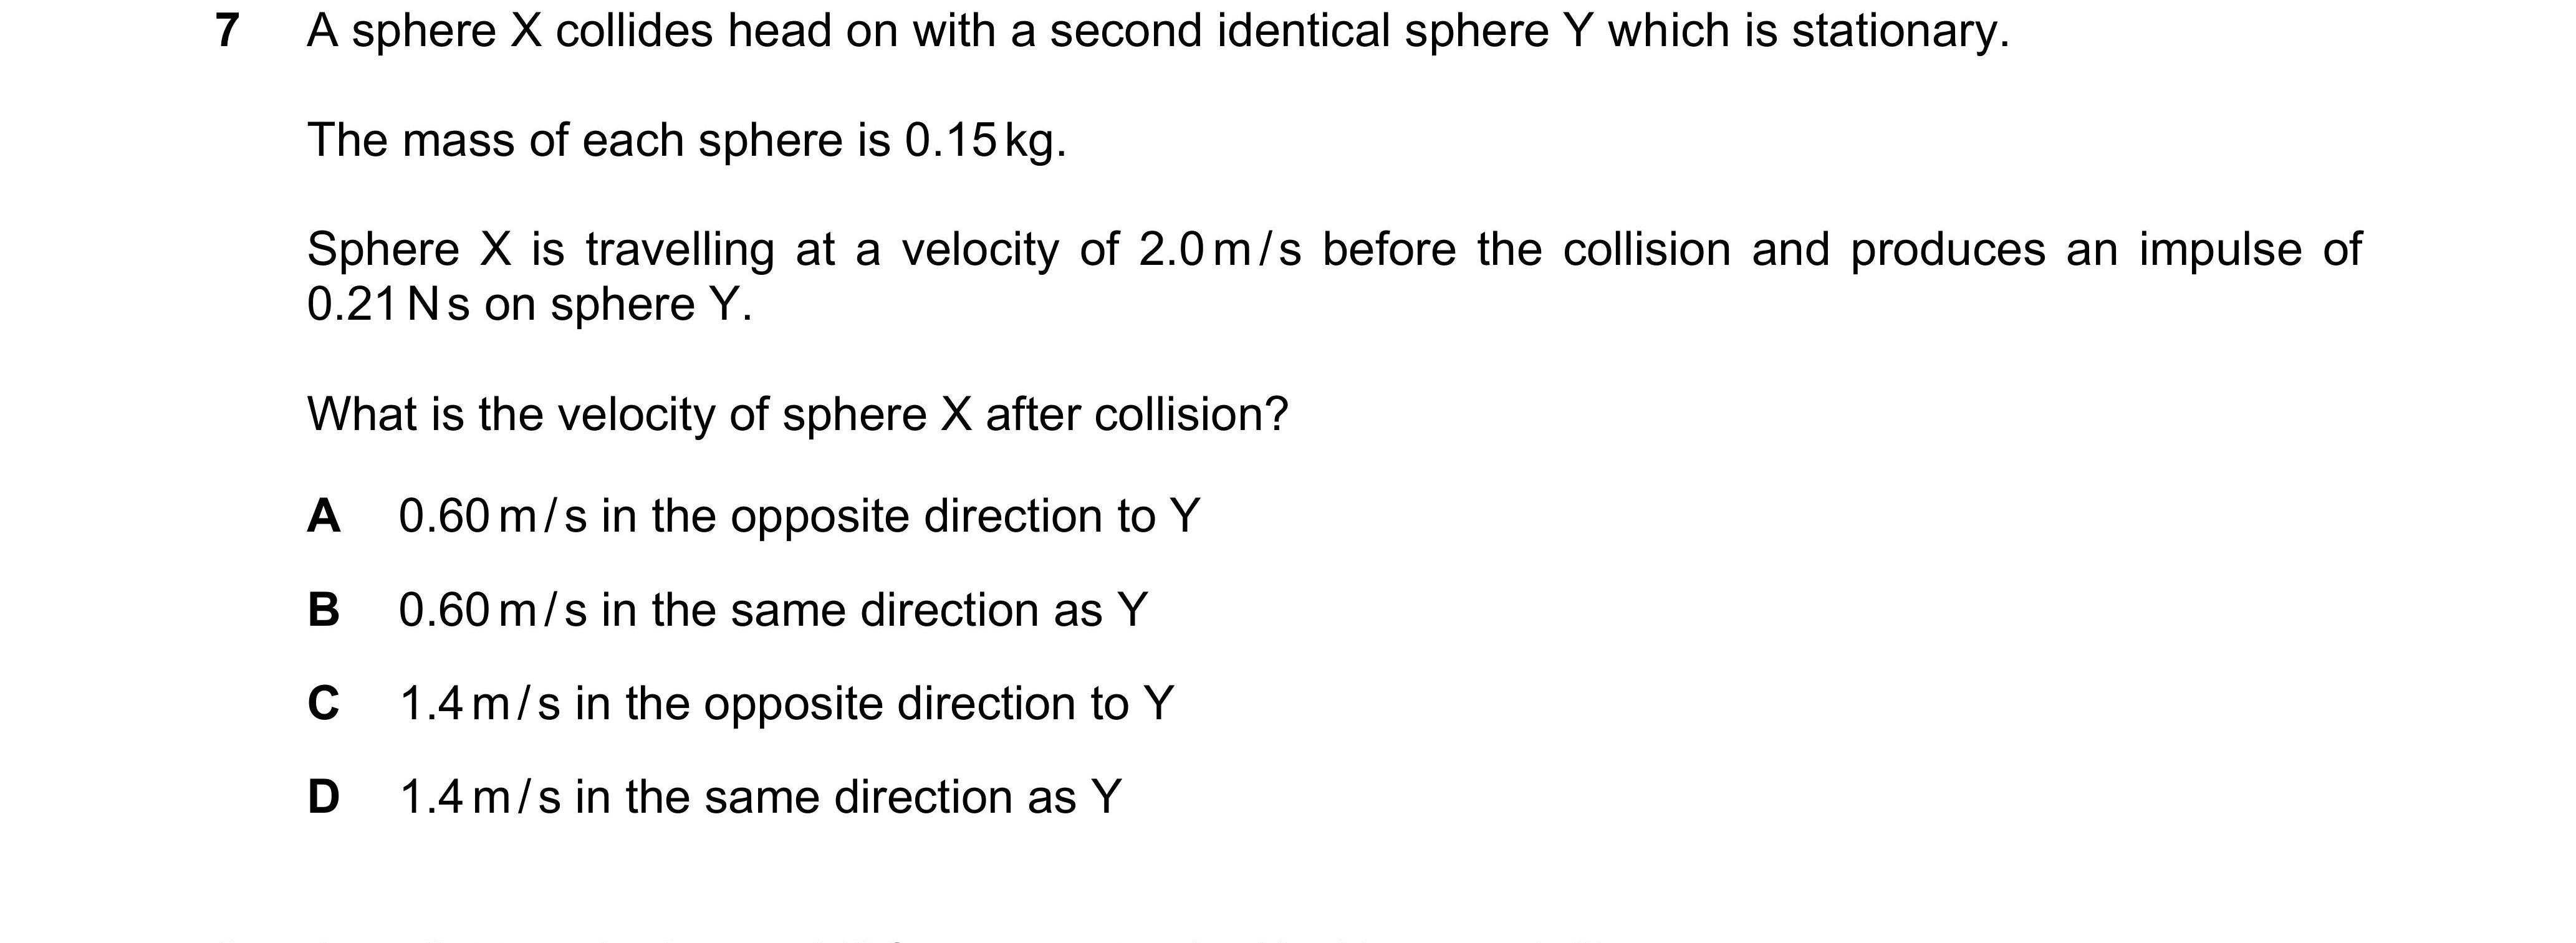 7 A sphere X collides head on with a second identical sphere Y which is stationary.
The mass of each sphere is 0.15 kg.
Sphere X is travelling at a velocity of 2.0 m / s before the collision and produces an impulse of
0.21 N s on sphere Y.
What is the velocity of sphere X after collision?
A 0.60 m / s in the opposite direction to Y
B 0.60 m / s in the same direction as Y
C 1.4 m / s in the opposite direction to Y
D 1.4 m / s in the same direction as Y